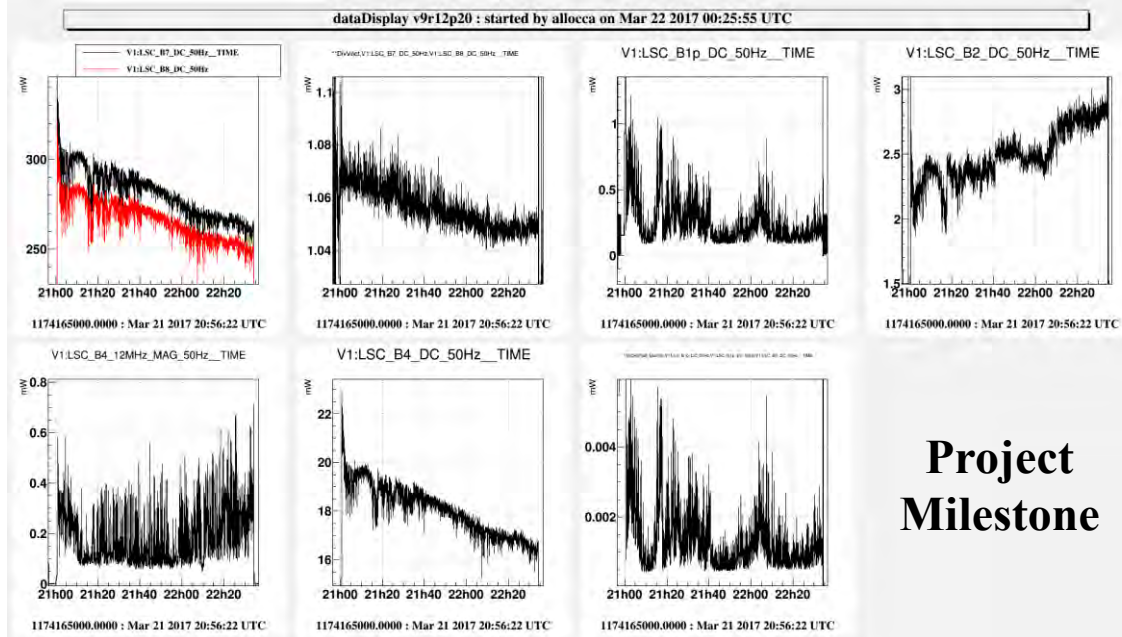 dataDisplay v9r12p20 : started by allocca on Mar 22 2017 00:25:55 UTC
V1:LSC_B7_DC_50Hz__TIME
V1:LSC_B8_DC_50Hz
mW
300
250
21h00 21h20 21h40 22h00 22h20
1174165000.0000 : Mar 21 2017 20:56:22 UTC
1.1
1.08
1.06
1.04
21h00 21h20 21h40 22h00 22h20
1174165000.0000 : Mar 21 2017 20:56:22 UTC
V1:LSC_B1p_DC_50Hz__TIME
mW
1
0.5
0
21h00 21h20 21h40 22h00 22h20
1174165000.0000 : Mar 21 2017 20:56:22 UTC
V1:LSC_B2_DC_50Hz__TIME
mW
3
2.5
2
1.5
21h00 21h20 21h40 22h00 22h20
1174165000.0000 : Mar 21 2017 20:56:22 UTC
V1:LSC_B4_12MHz_MAG_50Hz__TIME
mW
0.8
0.6
0.4
0.2
0
21h00 21h20 21h40 22h00 22h20
1174165000.0000 : Mar 21 2017 20:56:22 UTC
V1:LSC_B4_DC_50Hz__TIME
mW
22
20
18
16
21h00 21h20 21h40 22h00 22h20
1174165000.0000 : Mar 21 2017 20:56:22 UTC
mW
0.004
0.002
21h00 21h20 21h40 22h00 22h20
1174165000.0000 : Mar 21 2017 20:56:22 UTC
Project
Milestone